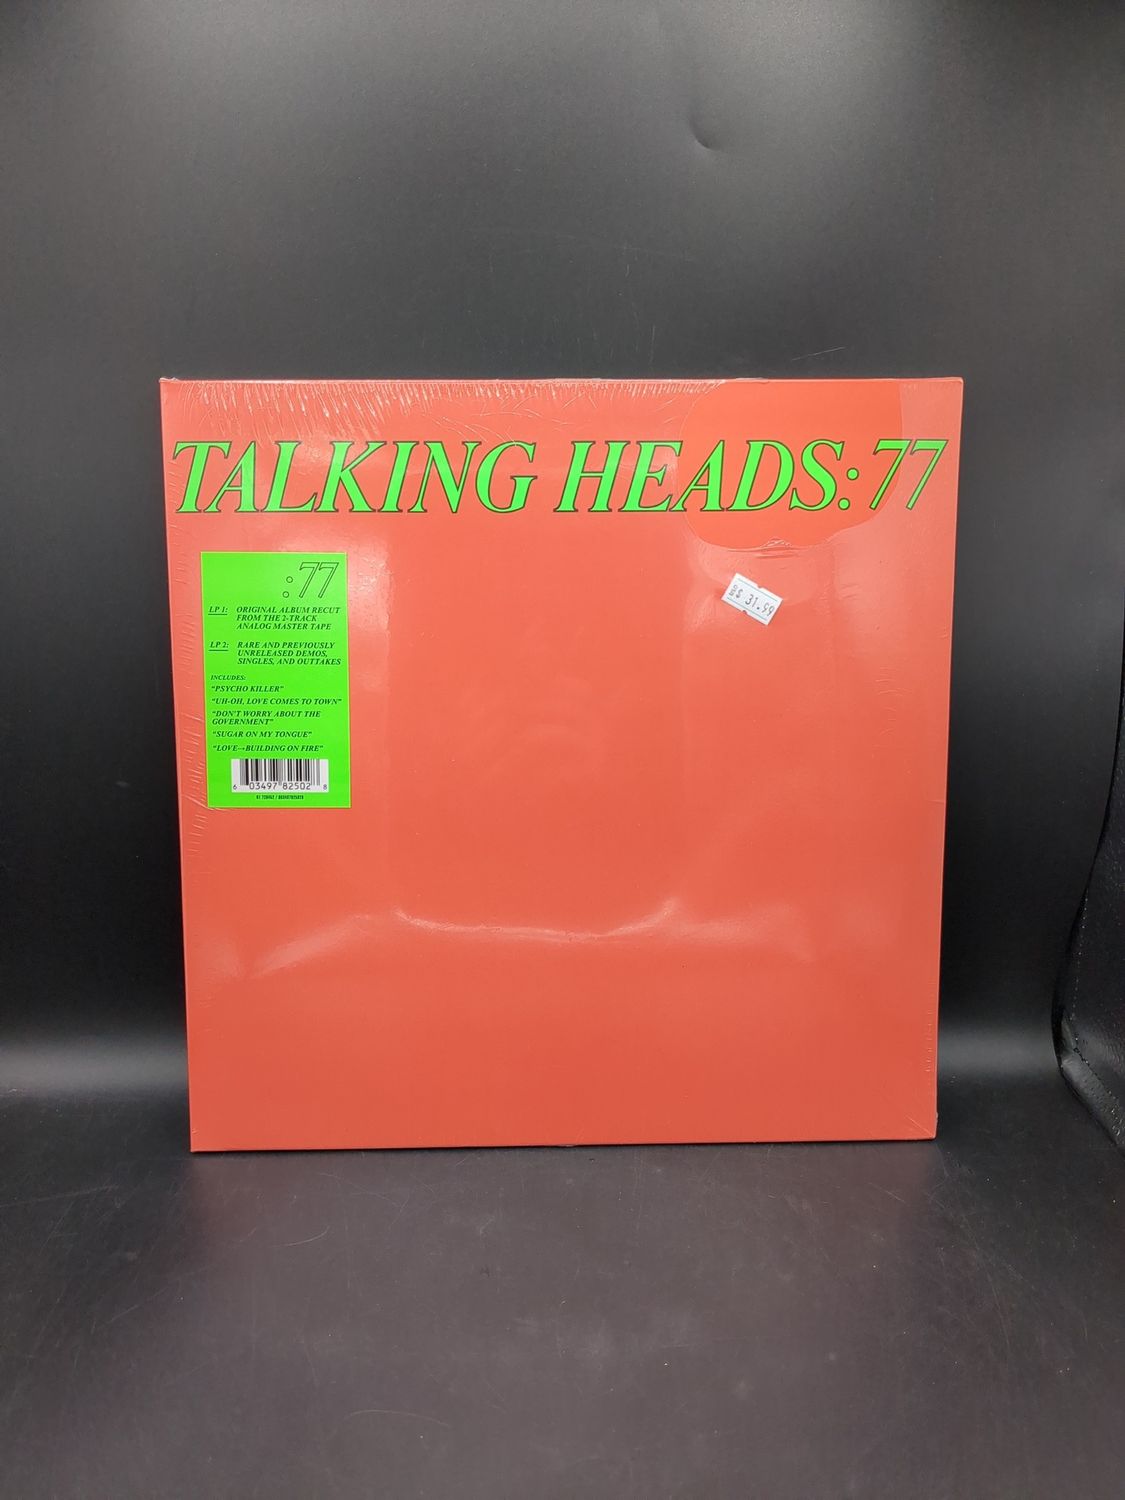 TALKING HEADS: 77
:77
LP 1: ORIGINAL ALBUM RECUT
FROM THE 2-TRACK
ANALOG MASTER TAPE
LP 2: RARE AND PREVIOUSLY
UNRELEASED DEMOS,
SINGLES, AND OUTTAKES
INCLUDES:
"PSYCHO KILLER"
"UH-OH, LOVE COMES TO TOWN"
"DON'T WORRY ABOUT THE
GOVERNMENT"
"SUGAR ON MY TONGUE"
"LOVE→BUILDING ON FIRE"
6 03497 82502 8
$ 31.99